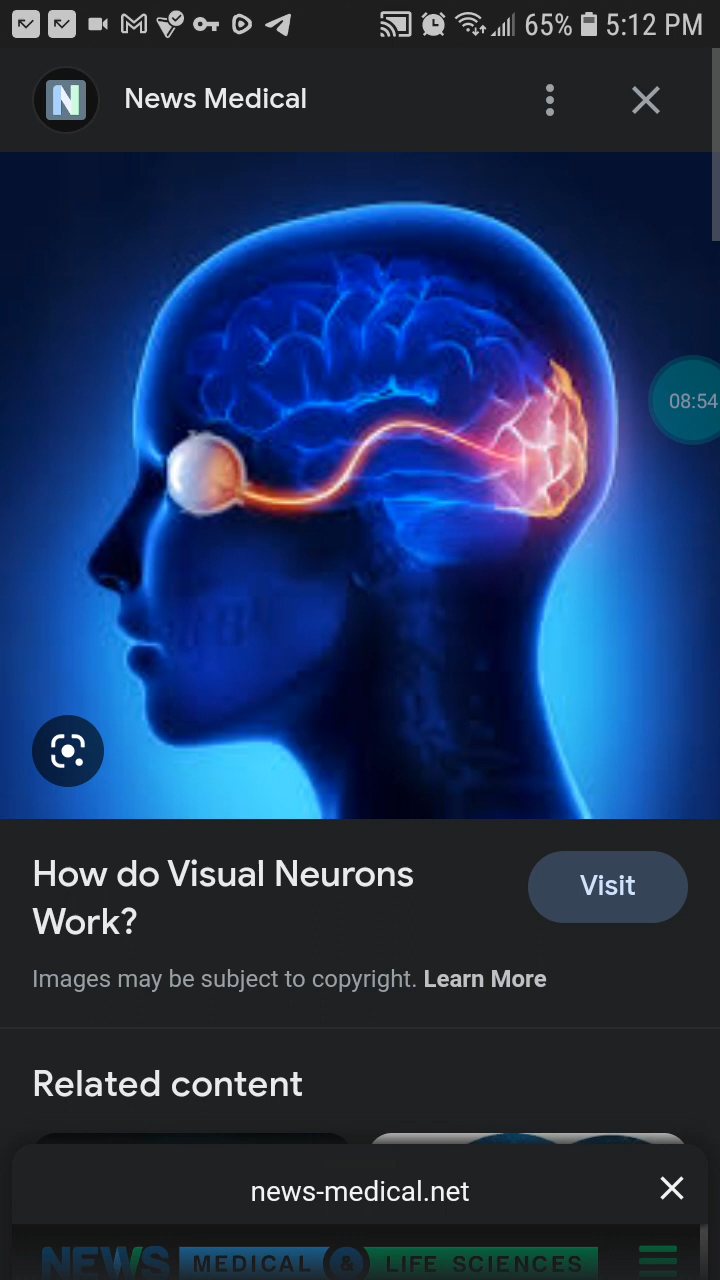 65% 5:12 PM
N News Medical
08:54
How do Visual Neurons
Work?
Visit
Images may be subject to copyright. Learn More
Related content
news-medical.net
NEWS MEDICAL & LIFE SCIENCES